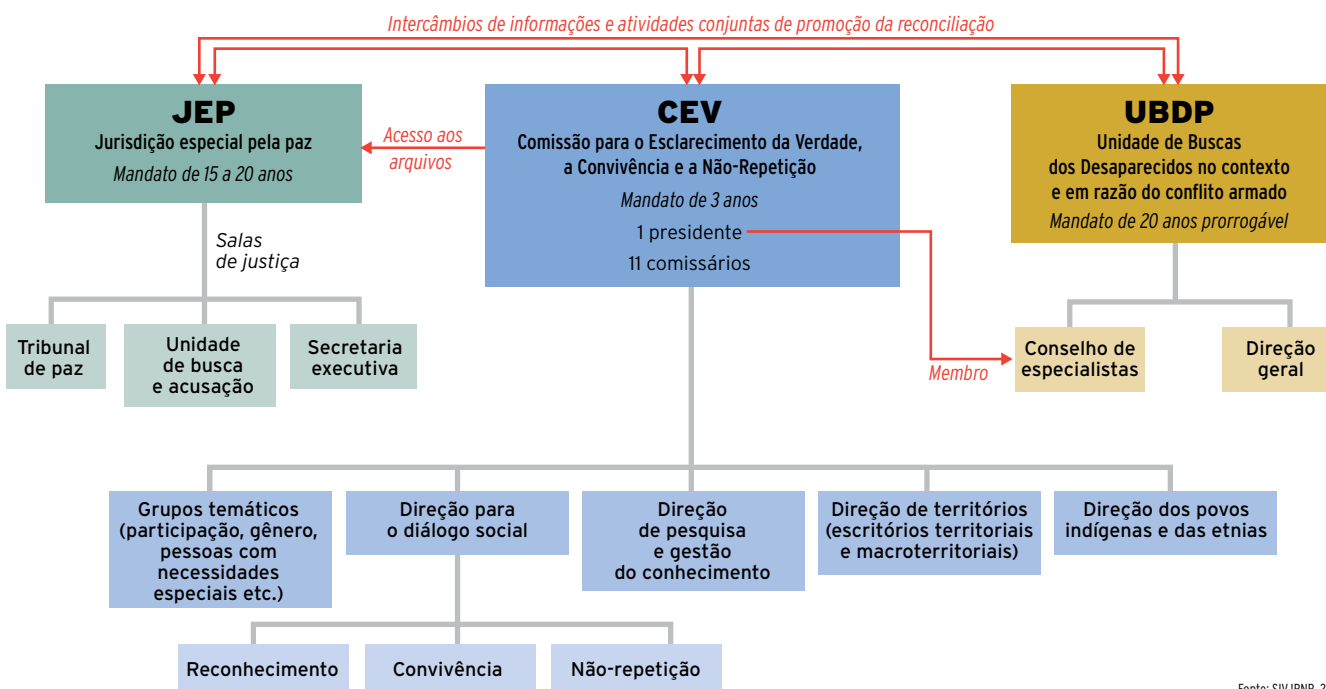 Intercâmbios de informações e atividades conjuntas de promoção da reconciliação
JEP
Jurisdição especial pela paz
Mandato de 15 a 20 anos
Acesso aos
arquivos
CEV
Comissão para o Esclarecimento da Verdade,
a Convivência e a Não-Repetição
Mandato de 3 anos
1 presidente
11 comissários
UBDP
Unidade de Buscas
dos Desaparecidos no contexto
e em razão do conflito armado
Mandato de 20 anos prorrogável
Salas
de justiça
Tribunal
de paz
Unidade
de busca
e acusação
Secretaria
executiva
Membro
Conselho de
especialistas
Direção
geral
Grupos temáticos
(participação, gênero,
pessoas com
necessidades
especiais etc.)
Direção para
o diálogo social
Direção
de pesquisa
e gestão
do conhecimento
Direção de territórios
(escritórios territoriais
e macroterritoriais)
Direção dos povos
indígenas e das etnias
Reconhecimento
Convivência
Não-repetição
Fonte: